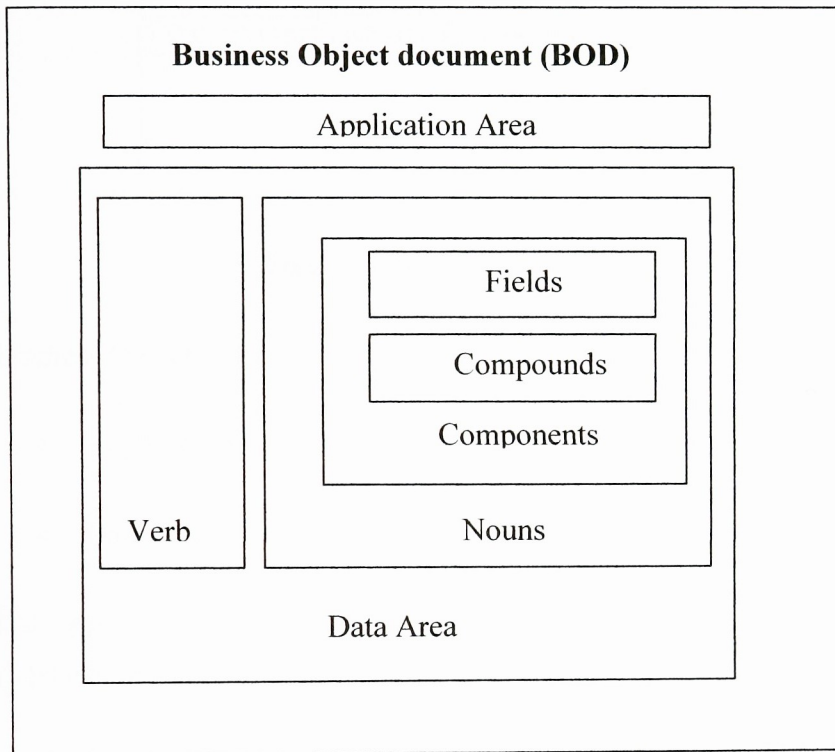 Business Object document (BOD)
Application Area
Fields
Compounds
Components
Verb
Nouns
Data Area